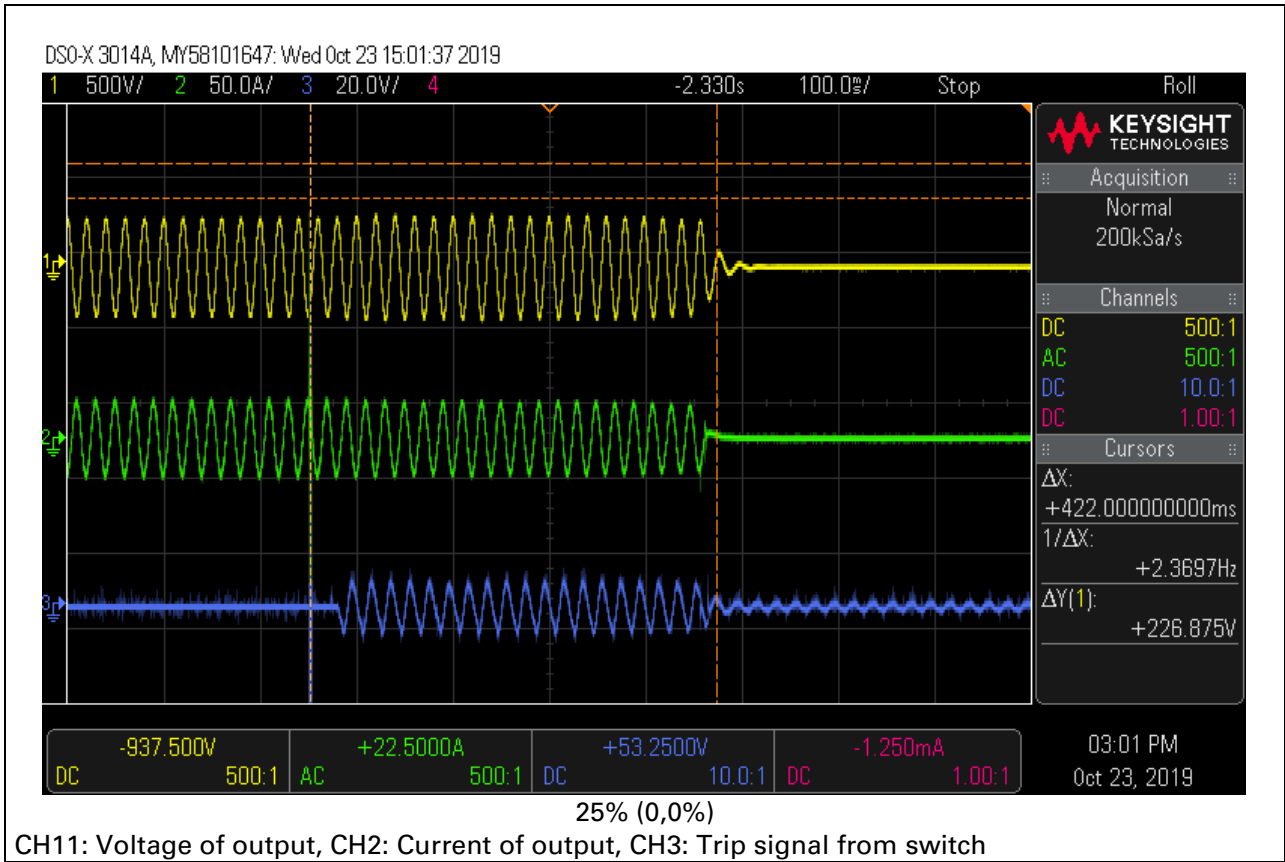 DSO-X 3014A, MY58101647: Wed Oct 23 15:01:37 2019
1 500V/ 2 50.0A/ 3 20.0V/ 4 -2.330s 100.0ms/ Stop Roll
KEYSIGHT
TECHNOLOGIES
Acquisition
Normal
200kSa/s
Channels
DC 500:1
AC 500:1
DC 10.0:1
DC 1.00:1
Cursors
ΔX:
+422.000000000ms
1/ΔX:
+2.3697Hz
ΔY(1):
+226.875V
1
2
3
-937.500V +22.5000A +53.2500V -1.250mA
DC 500:1 AC 500:1 DC 10.0:1 DC 1.00:1
03:01 PM
Oct 23, 2019
25% (0,0%)
CH11: Voltage of output, CH2: Current of output, CH3: Trip signal from switch